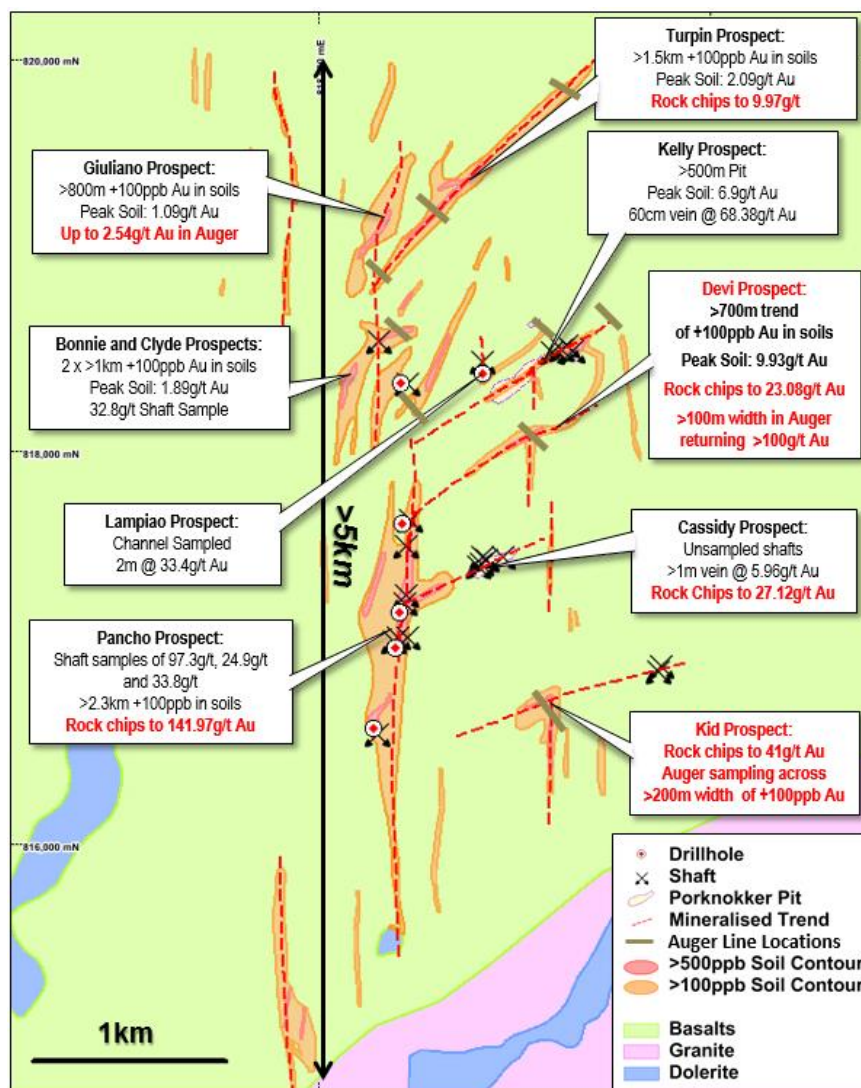 820,000 mN
Turpin Prospect:
>1.5km +100ppb Au in soils
Peak Soil: 2.09g/t Au
Rock chips to 9.97g/t
Kelly Prospect:
>500m Pit
Peak Soil: 6.9g/t Au
60cm vein @ 68.38g/t Au
Giuliano Prospect:
>800m +100ppb Au in soils
Peak Soil: 1.09g/t Au
Up to 2.54g/t Au in Auger
Devi Prospect:
>700m trend
of +100ppb Au in soils
Peak Soil: 9.93g/t Au
Rock chips to 23.08g/t Au
>100m width in Auger
returning >100g/t Au
Bonnie and Clyde Prospects:
2 x >1km +100ppb Au in soils
Peak Soil: 1.89g/t Au
32.8g/t Shaft Sample
818,000 mN
>5km
Lampiao Prospect:
Channel Sampled
2m @ 33.4g/t Au
Cassidy Prospect:
Unsampled shafts
>1m vein @ 5.96g/t Au
Rock Chips to 27.12g/t Au
Pancho Prospect:
Shaft samples of 97.3g/t, 24.9g/t
and 33.8g/t
>2.3km +100ppb in soils
Rock chips to 141.97g/t Au
Kid Prospect:
Rock chips to 41g/t Au
Auger sampling across
>200m width of +100ppb Au
816,000 mN
1km
Drillhole
Shaft
Porknokker Pit
Mineralised Trend
Auger Line Locations
>500ppb Soil Contour
>100ppb Soil Contour
Basalts
Granite
Dolerite